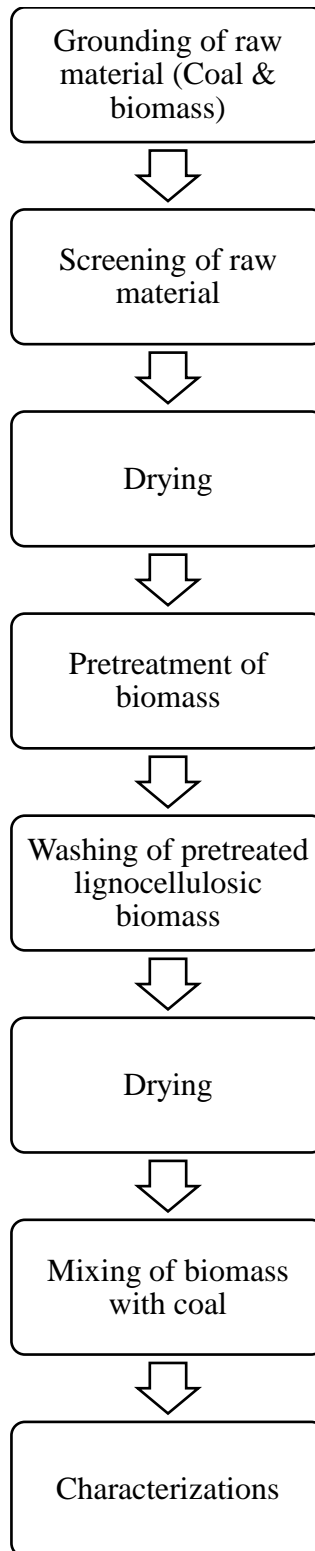 Grounding of raw
material (Coal &
biomass)
Screening of raw
material
Drying
Pretreatment of
biomass
Washing of pretreated
lignocellulosic
biomass
Drying
Mixing of biomass
with coal
Characterizations